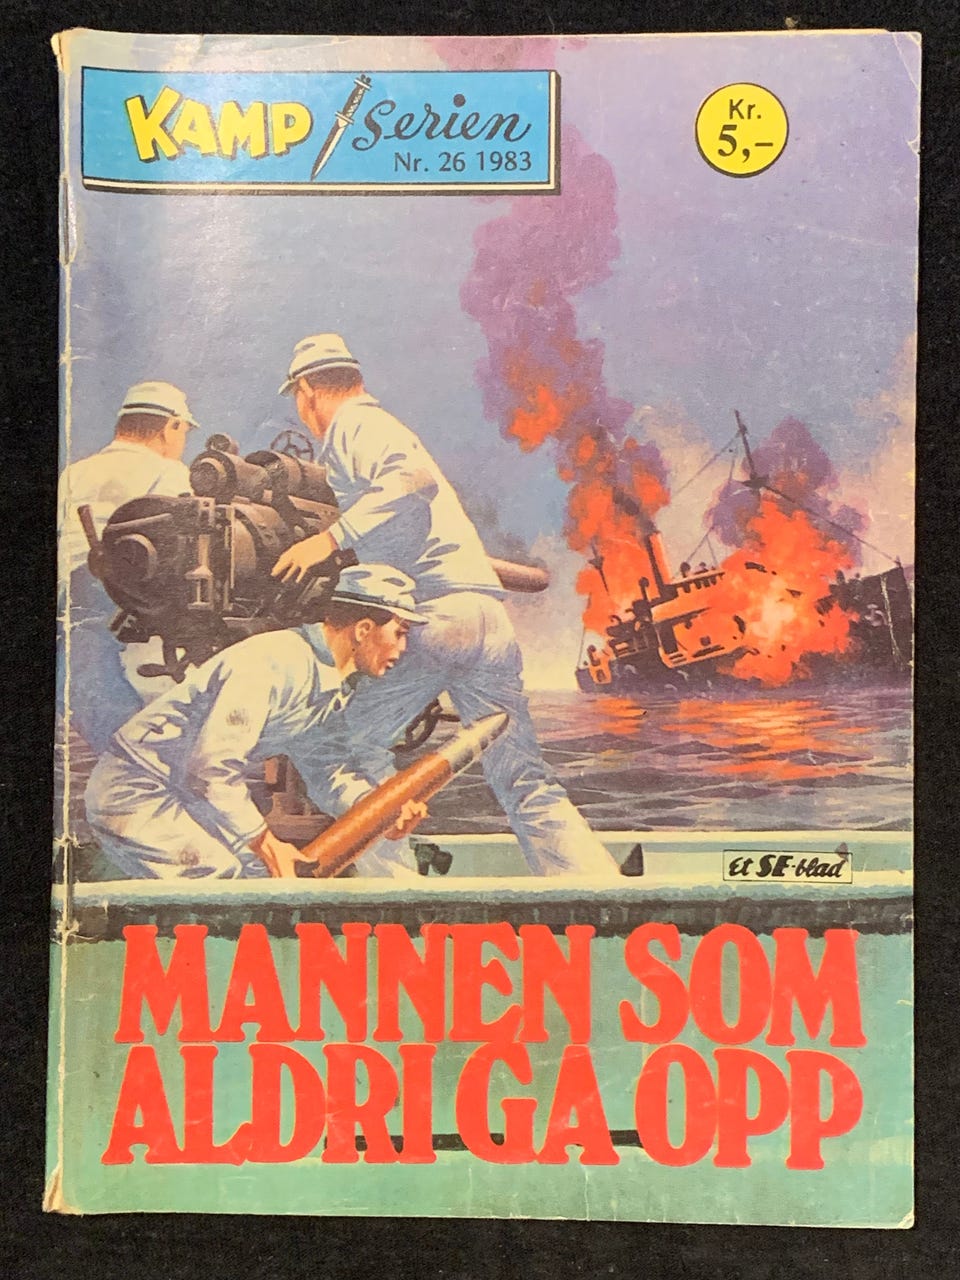 KAMP serien
Nr. 26 1983
Kr.
5,-
Et SE-blad
MANNEN SOM
ALDRI GA OPP